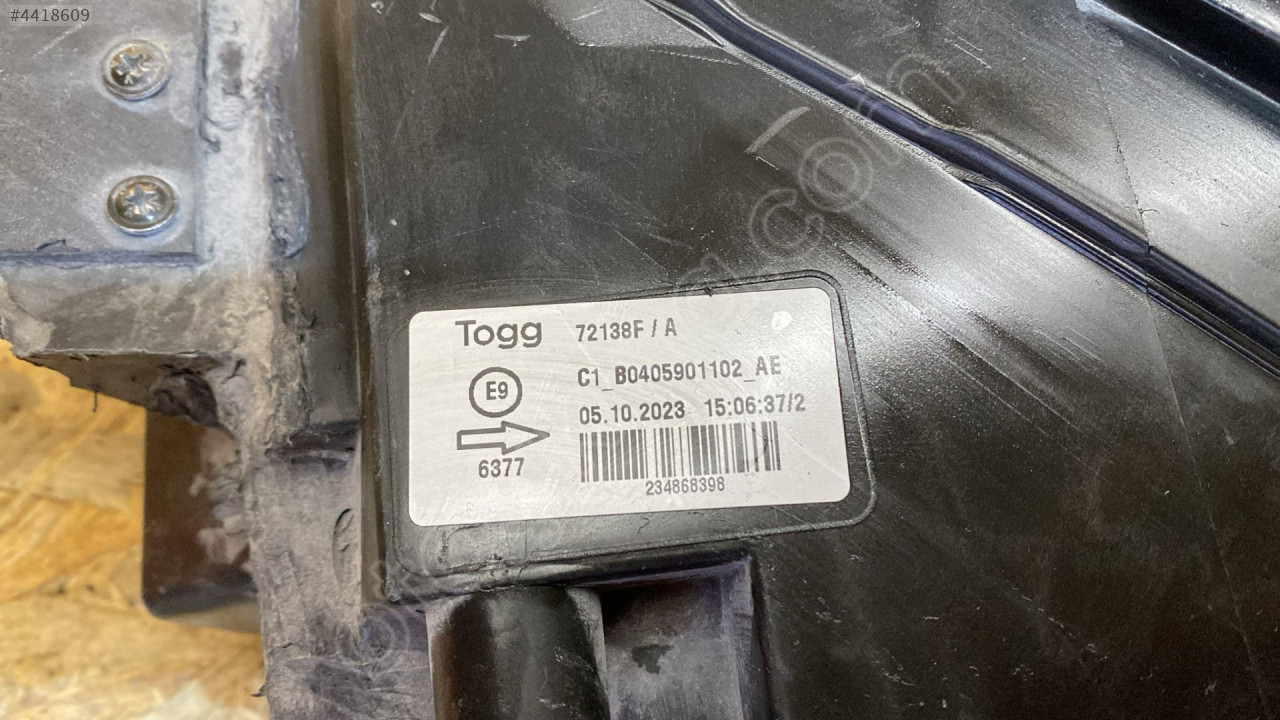 #4418609
Togg 72138F / A
C1_B0405901102_AE
E9
05.10.2023 15:06:37/2
6377
234868398